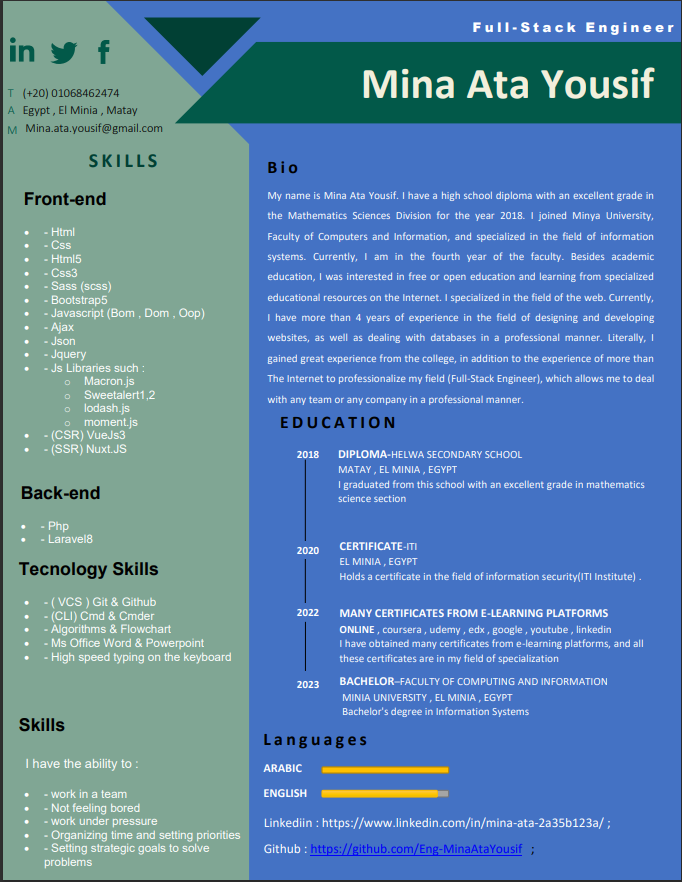 Full-Stack Engineer
Mina Ata Yousif
in
f
T (+20) 01068462474
A Egypt , El Minia , Matay
M Mina.ata.yousif@gmail.com
SKILLS
Front-end
- Html
- Css
- Html5
- Css3
- Sass (scss)
- Bootstrap5
- Javascript (Bom , Dom , Oop)
- Ajax
- Json
- Jquery
- Js Libraries such :
Macron.js
Sweetalert1,2
lodash.js
moment.js
- (CSR) VueJs3
- (SSR) Nuxt.JS
Back-end
- Php
- Laravel8
Tecnology Skills
- ( VCS ) Git & Github
- (CLI) Cmd & Cmder
- Algorithms & Flowchart
- Ms Office Word & Powerpoint
- High speed typing on the keyboard
Skills
I have the ability to :
- work in a team
- Not feeling bored
- work under pressure
- Organizing time and setting priorities
- Setting strategic goals to solve
problems
Bio
My name is Mina Ata Yousif. I have a high school diploma with an excellent grade in
the Mathematics Sciences Division for the year 2018. I joined Minya University,
Faculty of Computers and Information, and specialized in the field of information
systems. Currently, I am in the fourth year of the faculty. Besides academic
education, I was interested in free or open education and learning from specialized
educational resources on the Internet. I specialized in the field of the web. Currently,
I have more than 4 years of experience in the field of designing and developing
websites, as well as dealing with databases in a professional manner. Literally, I
gained great experience from the college, in addition to the experience of more than
The Internet to professionalize my field (Full-Stack Engineer), which allows me to deal
with any team or any company in a professional manner.
EDUCATION
2018 DIPLOMA-HELWA SECONDARY SCHOOL
MATAY , EL MINIA , EGYPT
I graduated from this school with an excellent grade in mathematics
science section
2020 CERTIFICATE-ITI
EL MINIA , EGYPT
Holds a certificate in the field of information security(ITI Institute) .
2022 MANY CERTIFICATES FROM E-LEARNING PLATFORMS
ONLINE , coursera , udemy , edx , google , youtube , linkedin
I have obtained many certificates from e-learning platforms, and all
these certificates are in my field of specialization
2023 BACHELOR–FACULTY OF COMPUTING AND INFORMATION
MINIA UNIVERSITY , EL MINIA , EGYPT
Bachelor's degree in Information Systems
Languages
ARABIC
ENGLISH
Linkediin : https://www.linkedin.com/in/mina-ata-2a35b123a/ ;
Github : https://github.com/Eng-MinaAtaYousif ;